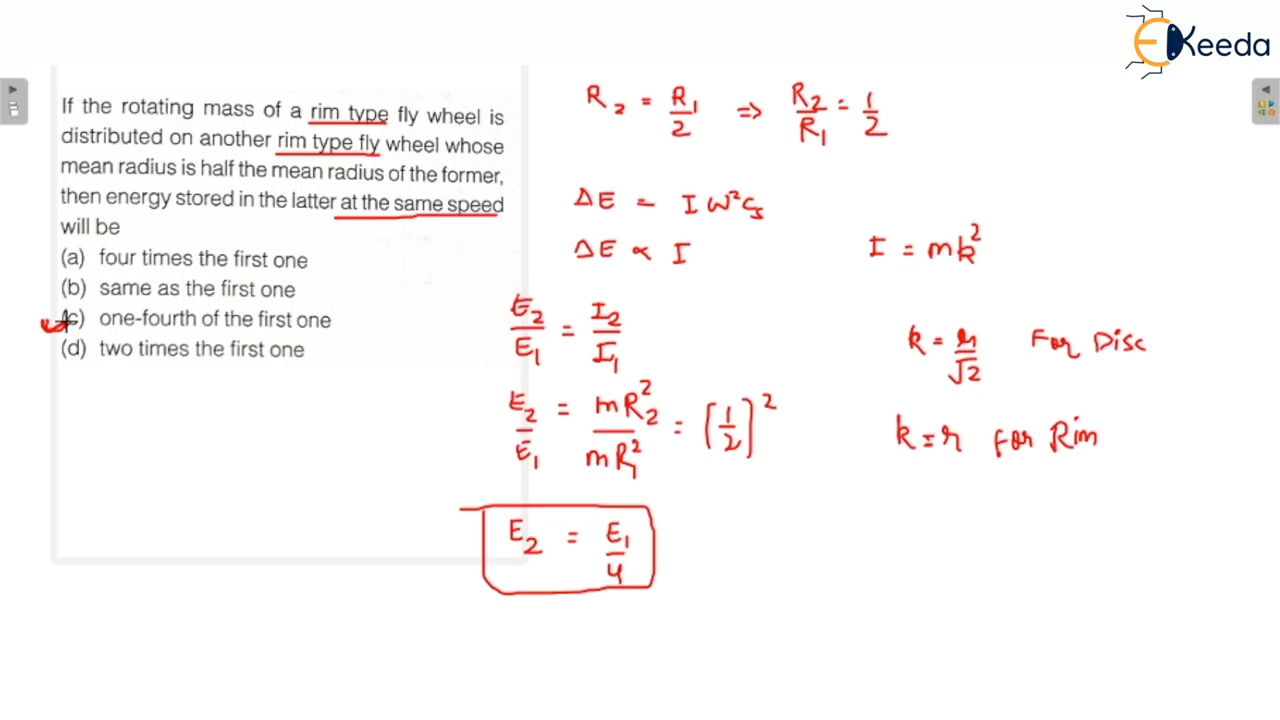 EKeeda
If the rotating mass of a rim type fly wheel is
distributed on another rim type fly wheel whose
mean radius is half the mean radius of the former,
then energy stored in the latter at the same speed
will be
(a) four times the first one
(b) same as the first one
(c) one-fourth of the first one
(d) two times the first one
R₂ = R₁/2 ⇒ R₂/R₁ = 1/2
ΔE = I ω² Cs
ΔE ∝ I
I = mk²
E₂/E₁ = I₂/I₁
k = r/√2 For Disc
E₂/E₁ = mR₂²/mR₁² = [1/2]²
k = r for Rim
E₂ = E₁/4